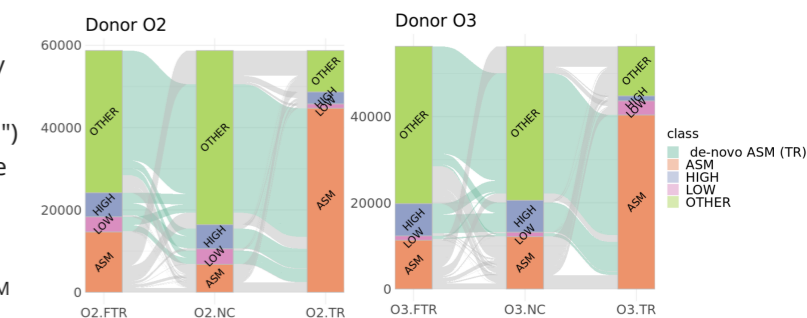 Donor O2
60000
40000
20000
0
OTHER
HIGH
LOW
ASM
OTHER
HIGH
LOW
ASM
OTHER
HIGH
LOW
ASM
O2.FTR
O2.NC
O2.TR
Donor O3
40000
20000
0
OTHER
HIGH
LOW
ASM
OTHER
HIGH
LOW
ASM
OTHER
HIGH
LOW
ASM
O3.FTR
O3.NC
O3.TR
class
de-novo ASM (TR)
ASM
HIGH
LOW
OTHER
")
e